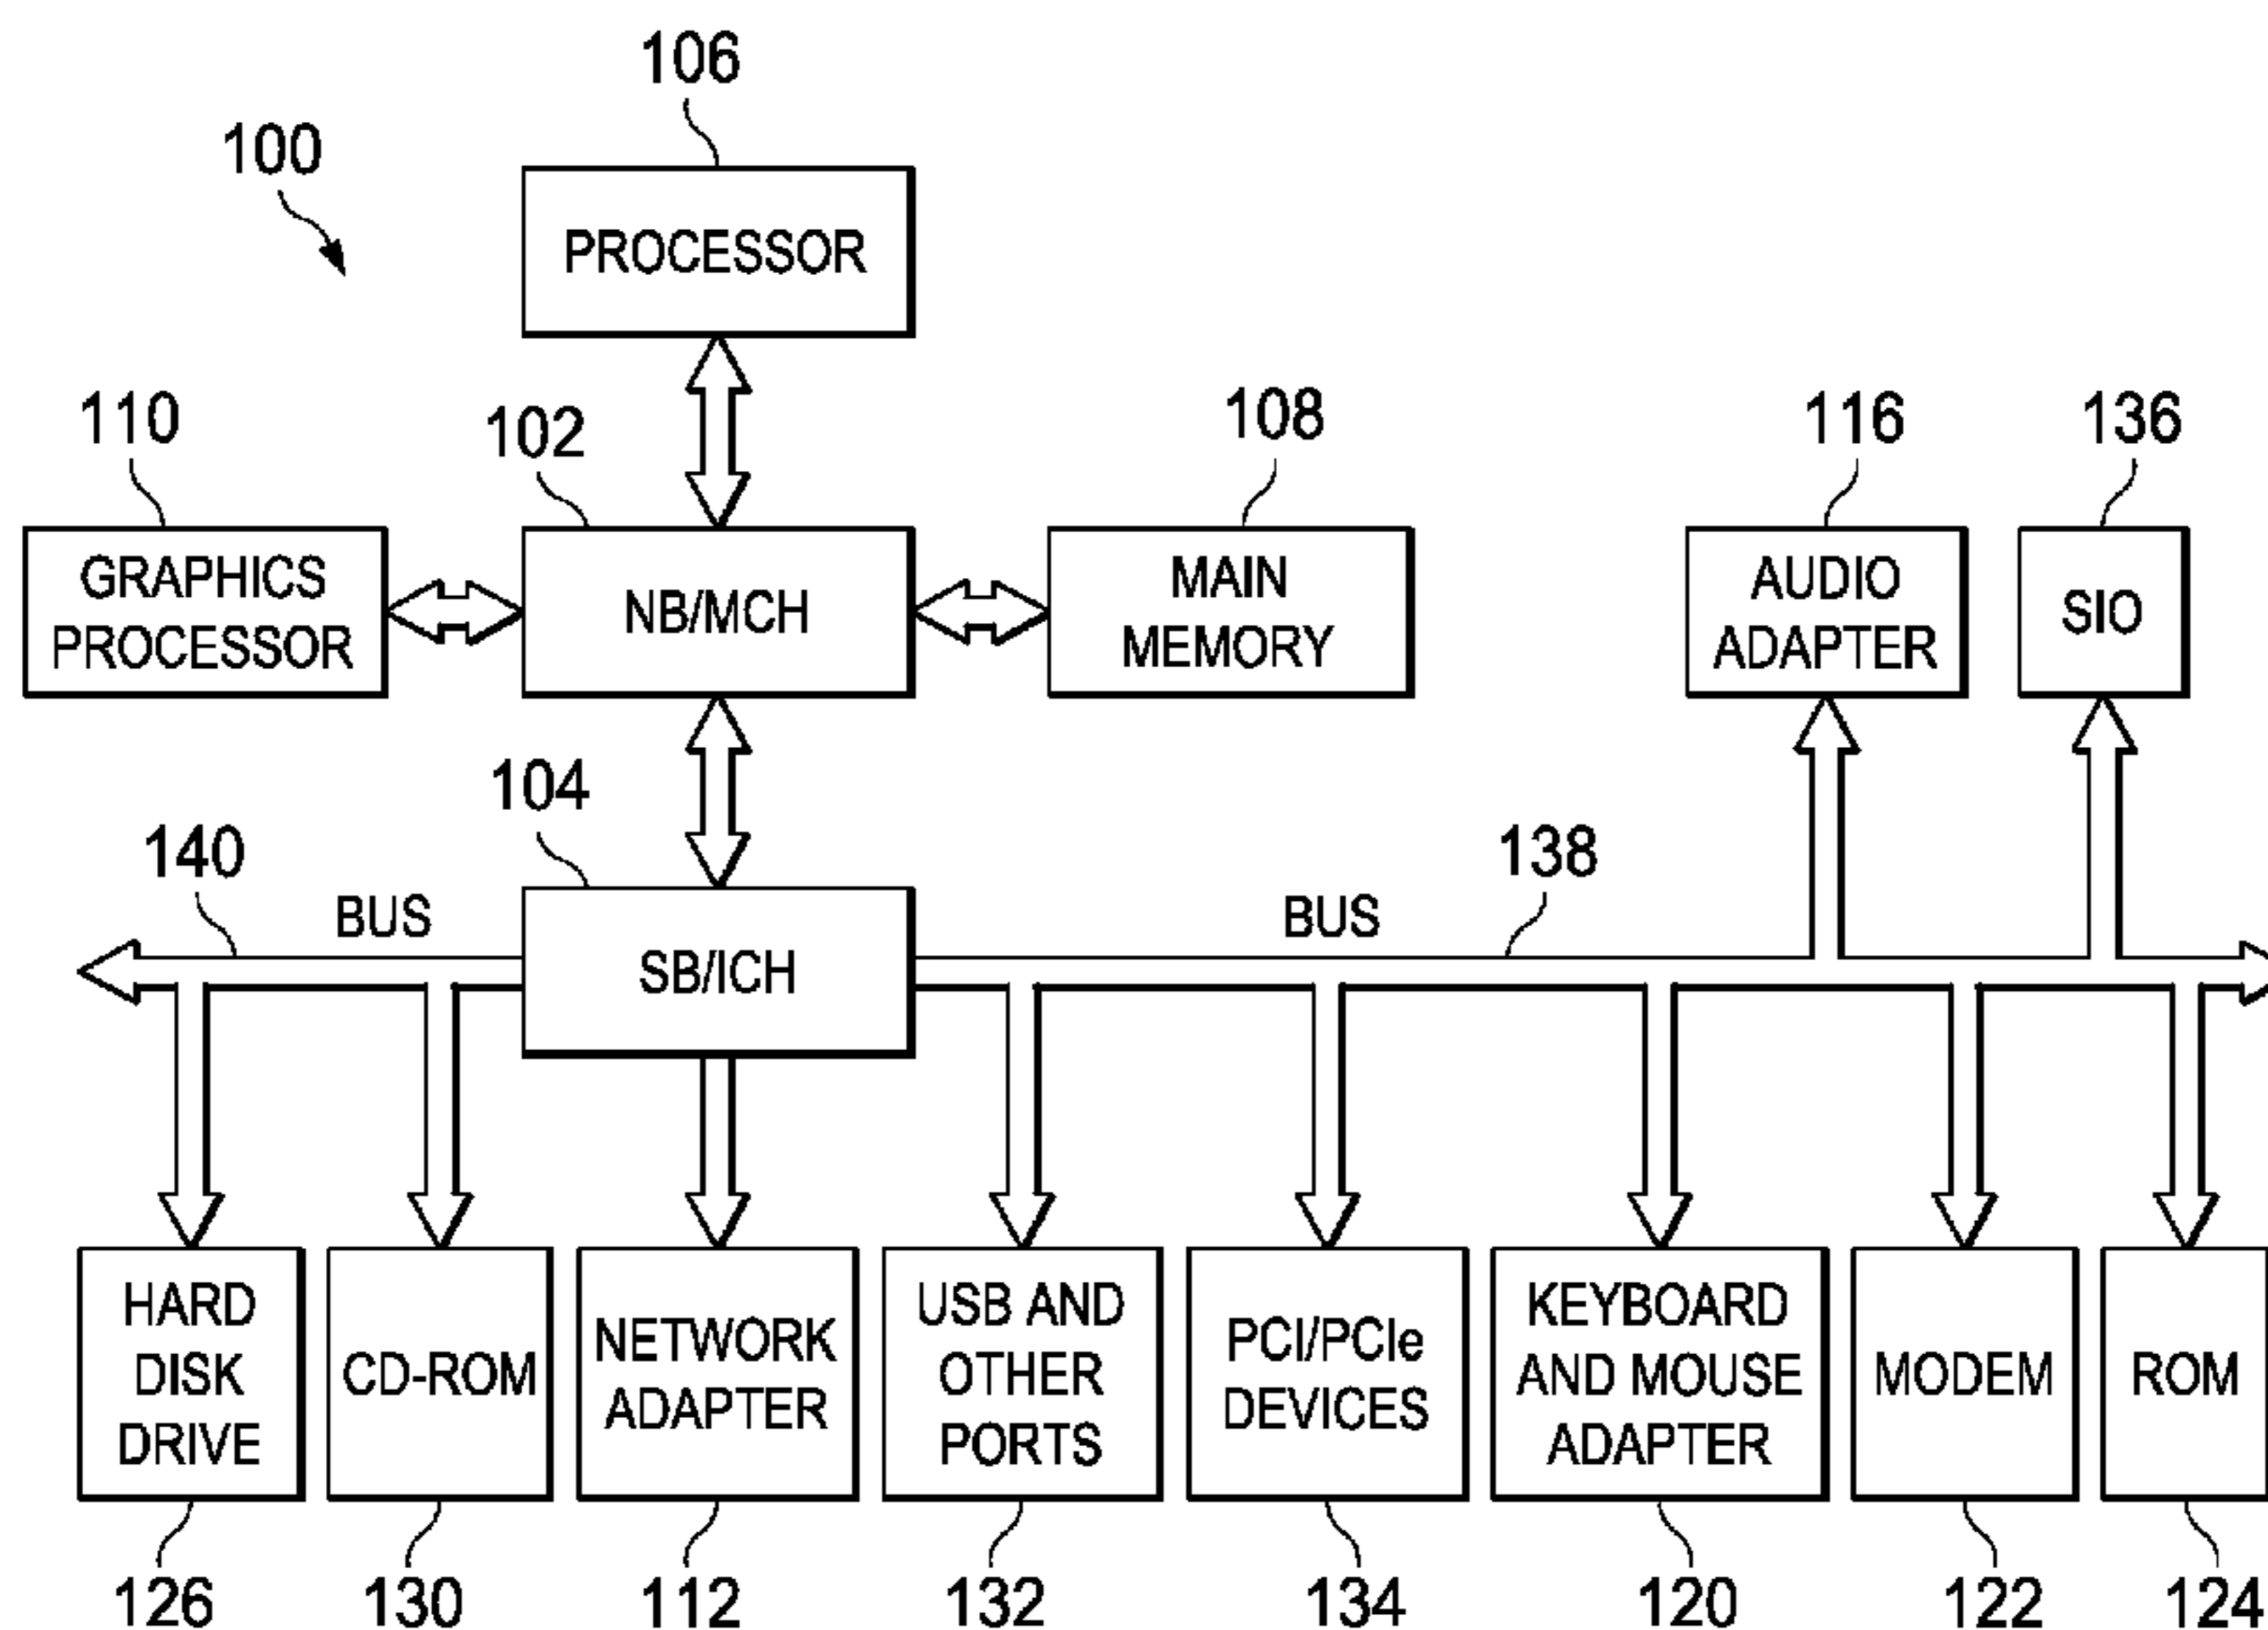 106
100
PROCESSOR
110
102
108
116
136
GRAPHICS
PROCESSOR
NB/MCH
MAIN
MEMORY
AUDIO
ADAPTER
SIO
104
140
BUS
SB/ICH
BUS
138
HARD
DISK
DRIVE
CD-ROM
NETWORK
ADAPTER
USB AND
OTHER
PORTS
PCI/PCIe
DEVICES
KEYBOARD
AND MOUSE
ADAPTER
MODEM
ROM
126
130
112
132
134
120
122
124